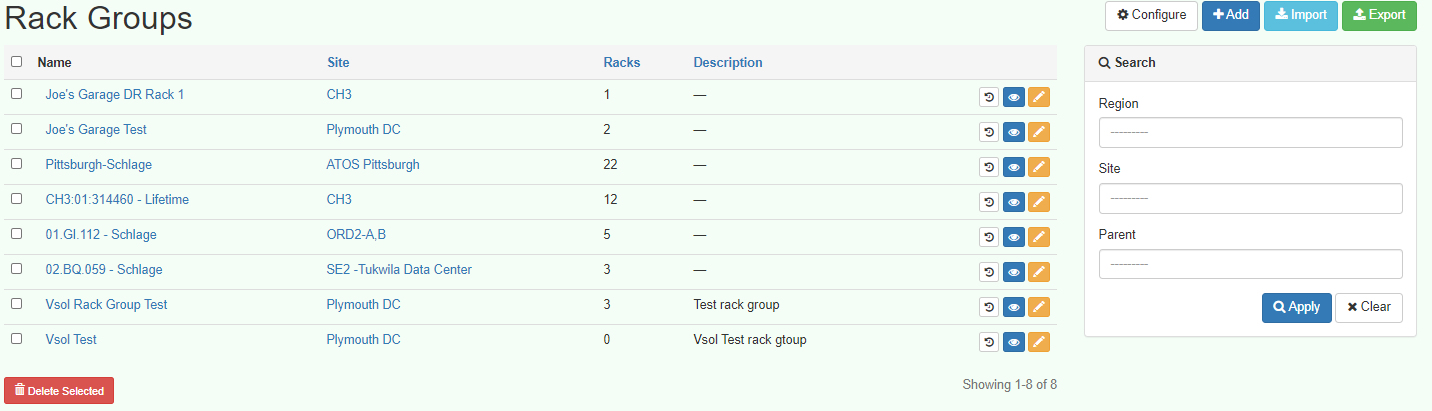 Rack Groups
Configure Add Import Export
Name Site Racks Description
Joe's Garage DR Rack 1 CH3 1 —
Joe's Garage Test Plymouth DC 2 —
Pittsburgh-Schlage ATOS Pittsburgh 22 —
CH3:01:314460 - Lifetime CH3 12 —
01.GI.112 - Schlage ORD2-A,B 5 —
02.BQ.059 - Schlage SE2 -Tukwila Data Center 3 —
Vsol Rack Group Test Plymouth DC 3 Test rack group
Vsol Test Plymouth DC 0 Vsol Test rack gtoup
Delete Selected
Showing 1-8 of 8
Search
Region
---------
Site
---------
Parent
---------
Apply Clear